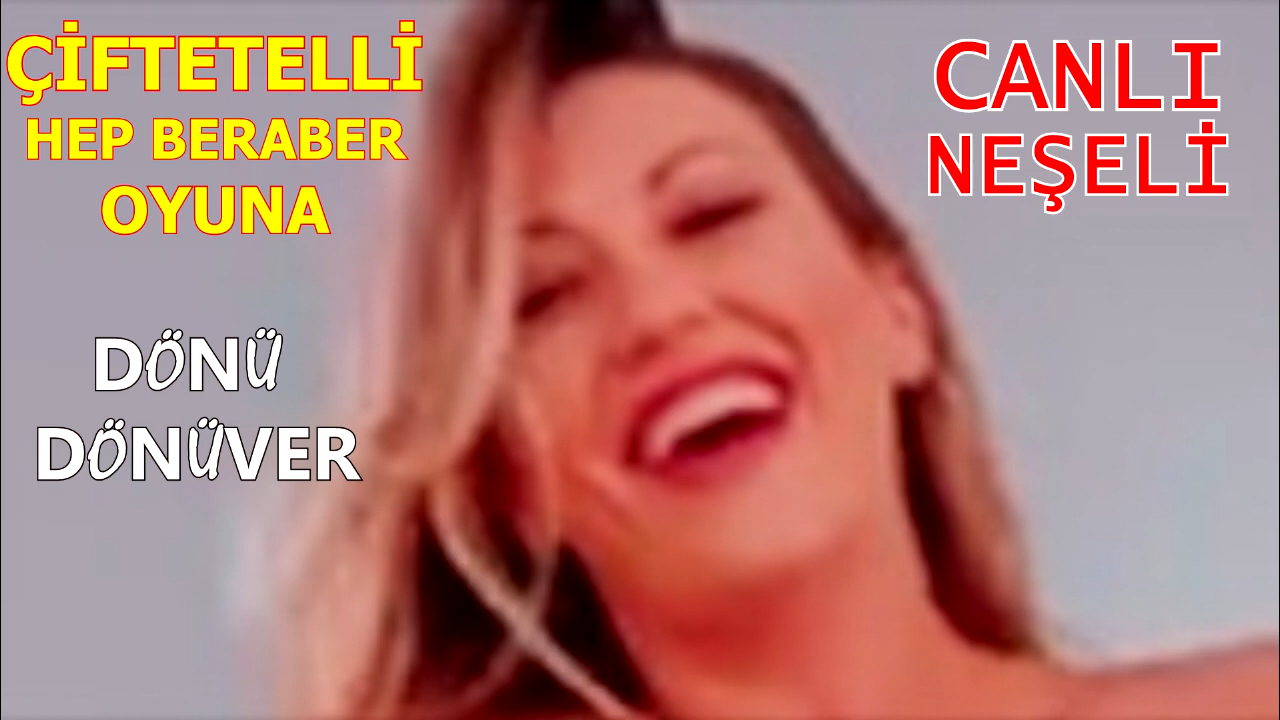 ÇİFTETELLİ
HEP BERABER
OYUNA
CANLI
NEŞELİ
DÖNÜ
DÖNÜVER